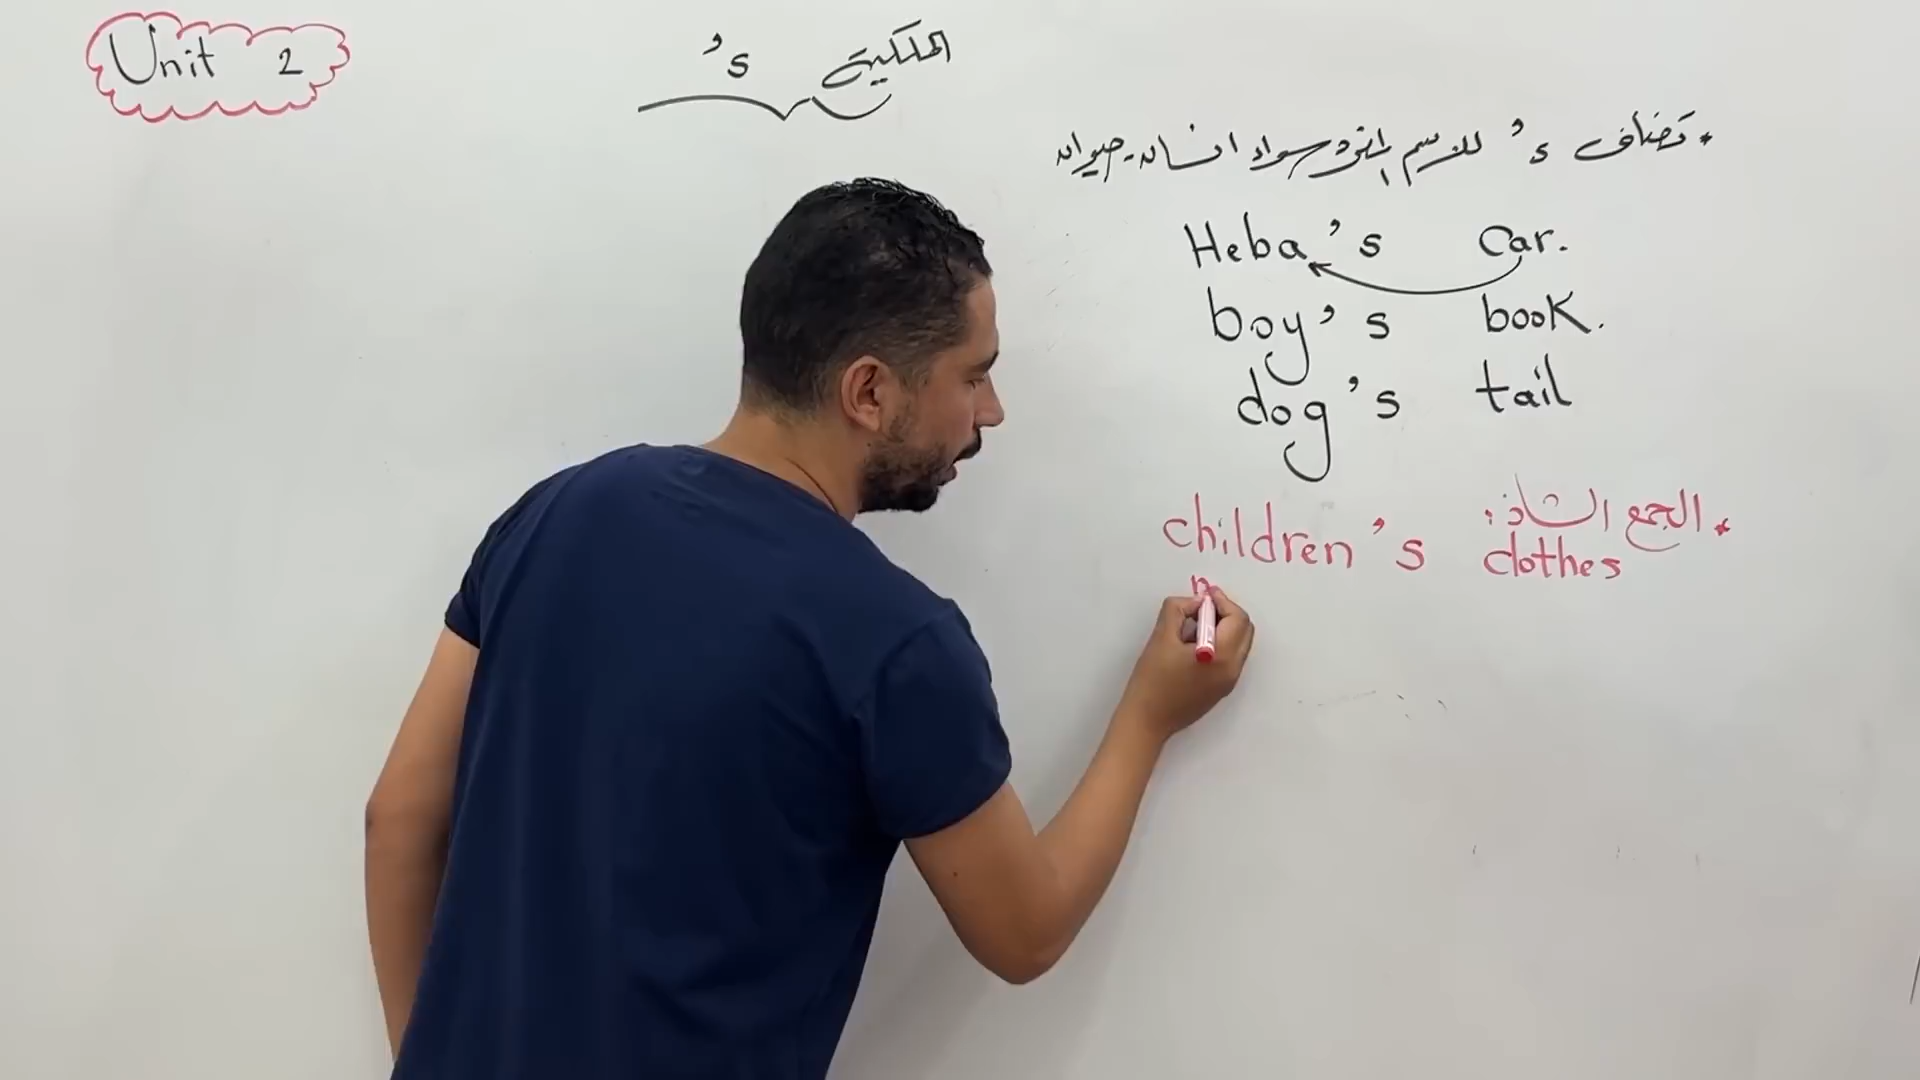 Unit 2
الملكية 's
* تضاف s' للاسم المفرد سواء انسان - حيوان
Heba's Car.
boy's book.
dog's tail
* الجمع الشاذ:
children's clothes